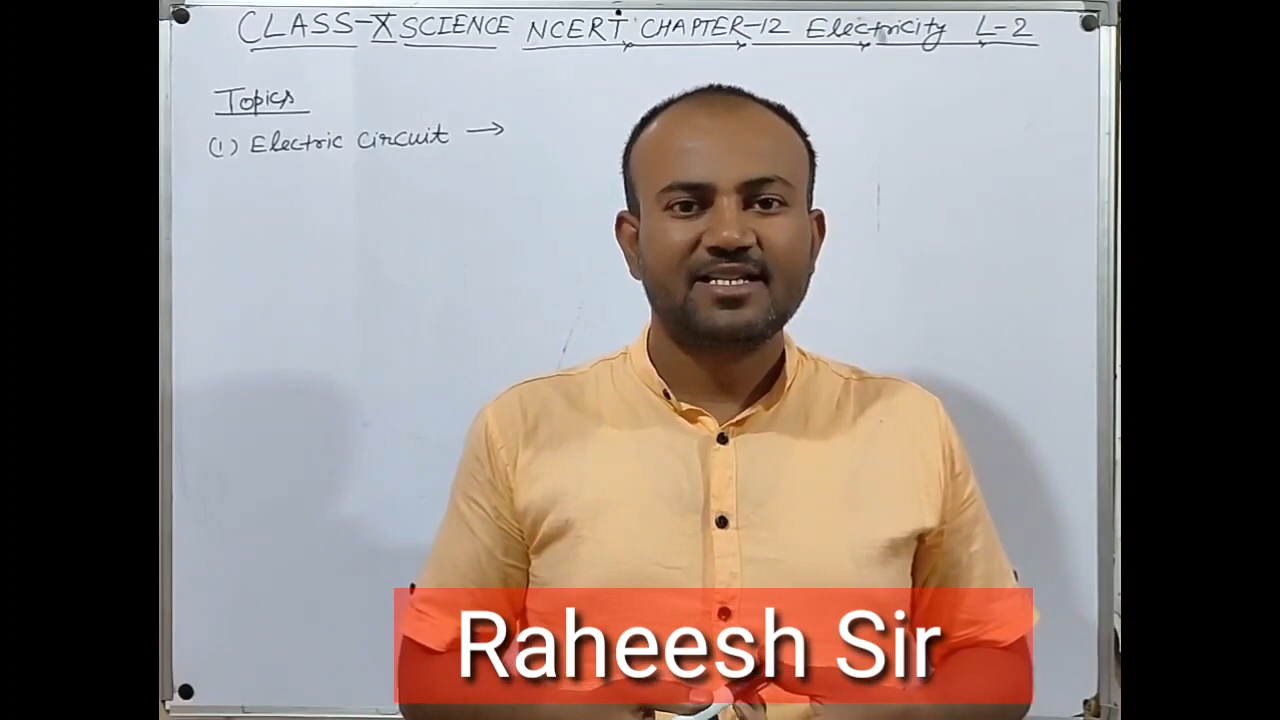 CLASS-X SCIENCE NCERT CHAPTER-12 Electricity L-2
Topics
(1) Electric Circuit →
Raheesh Sir